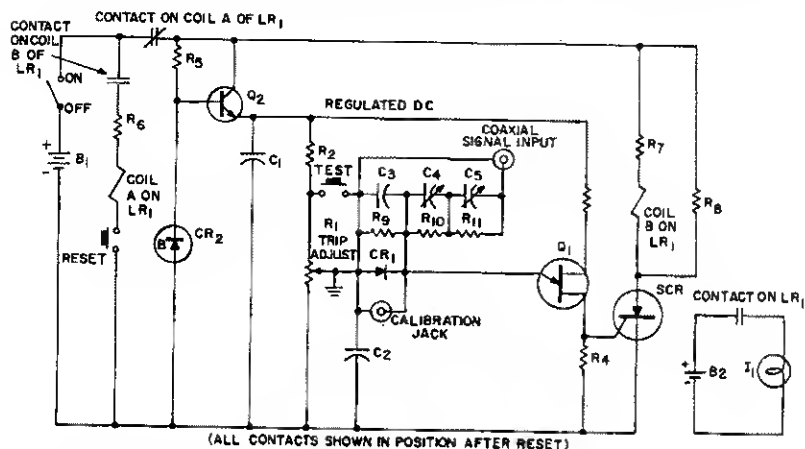 CONTACT ON COIL A OF LR1
CONTACT
ON COIL
B OF
LR1
ON
OFF
R5
Q2
R6
+
B1
-
COIL
A ON
LR1
RESET
CR2
C1
REGULATED DC
COAXIAL
SIGNAL INPUT
R2
TEST
C3
C4
C5
R9
R10
R11
R1
TRIP
ADJUST
CR1
CALIBRATION
JACK
C2
Q1
R4
R7
COIL
B ON
LR1
R8
SCR
CONTACT ON LR1
+
B2
-
I1
(ALL CONTACTS SHOWN IN POSITION AFTER RESET)